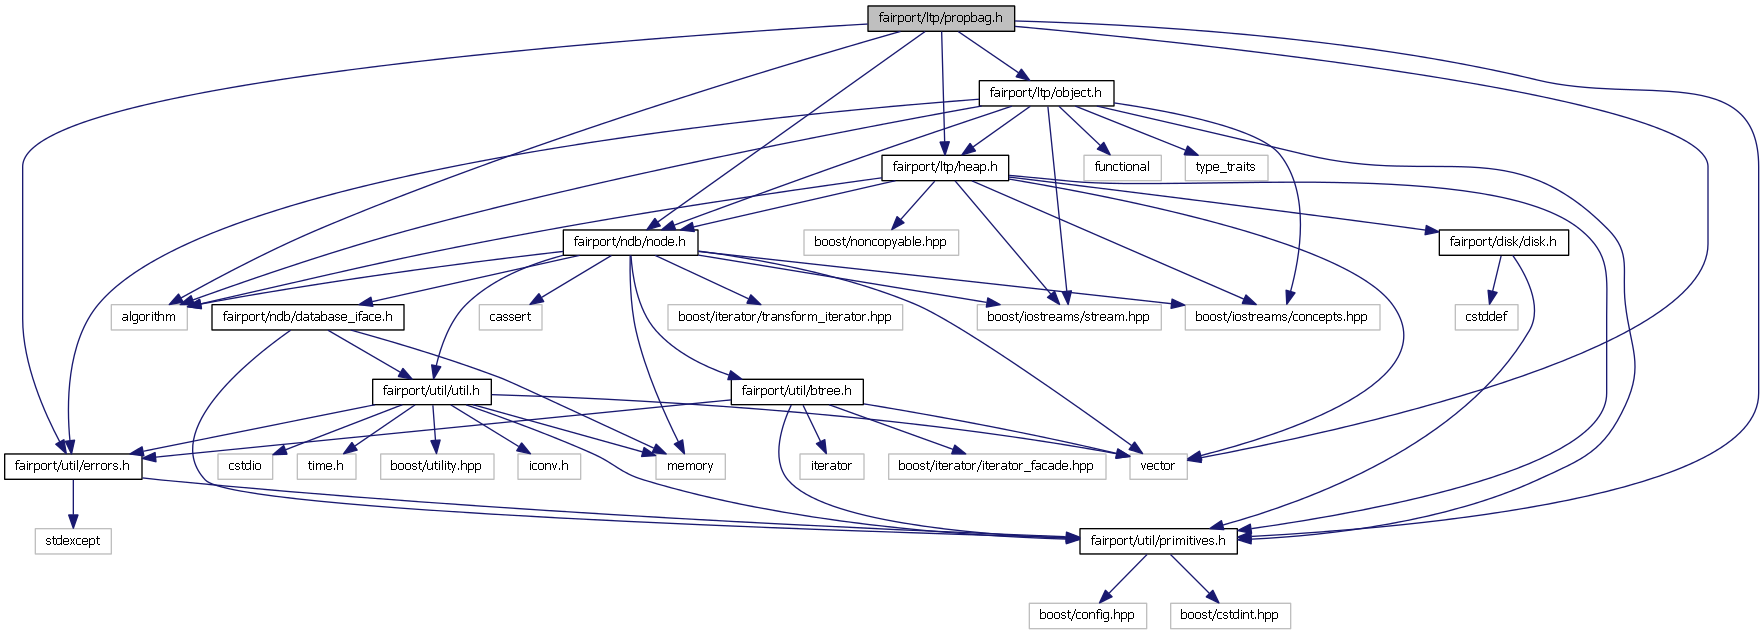 fairport/ltp/propbag.h
fairport/ltp/object.h
fairport/ltp/heap.h
functional
type_traits
fairport/ndb/node.h
boost/noncopyable.hpp
fairport/disk/disk.h
algorithm
fairport/ndb/database_iface.h
cassert
boost/iterator/transform_iterator.hpp
boost/iostreams/stream.hpp
boost/iostreams/concepts.hpp
cstddef
fairport/util/util.h
fairport/util/btree.h
fairport/util/errors.h
cstdio
time.h
boost/utility.hpp
iconv.h
memory
iterator
boost/iterator/iterator_facade.hpp
vector
stdexcept
fairport/util/primitives.h
boost/config.hpp
boost/cstdint.hpp